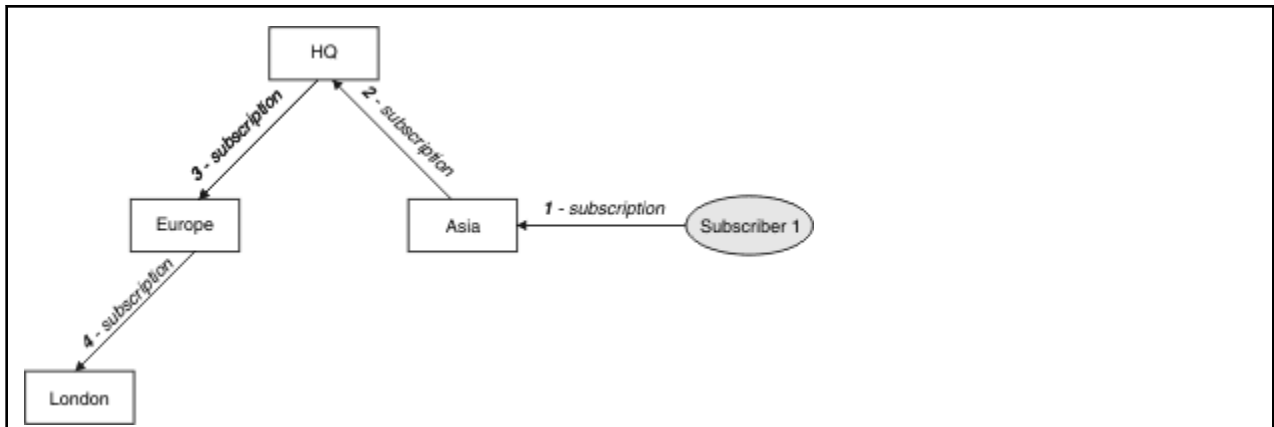 HQ
2 - subscription
3 - subscription
Europe
Asia
1 - subscription
Subscriber 1
4 - subscription
London